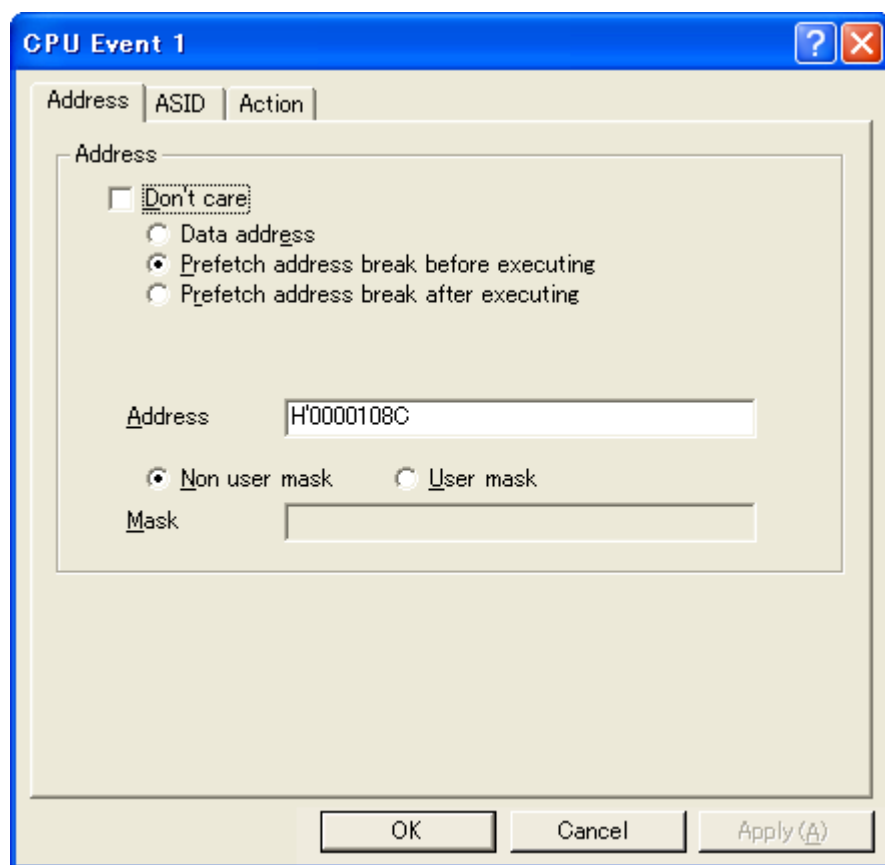 CPU Event 1
Address ASID Action
Address
Don't care
Data address
Prefetch address break before executing
Prefetch address break after executing
Address H'0000108C
Non user mask User mask
Mask
OK Cancel Apply(A)